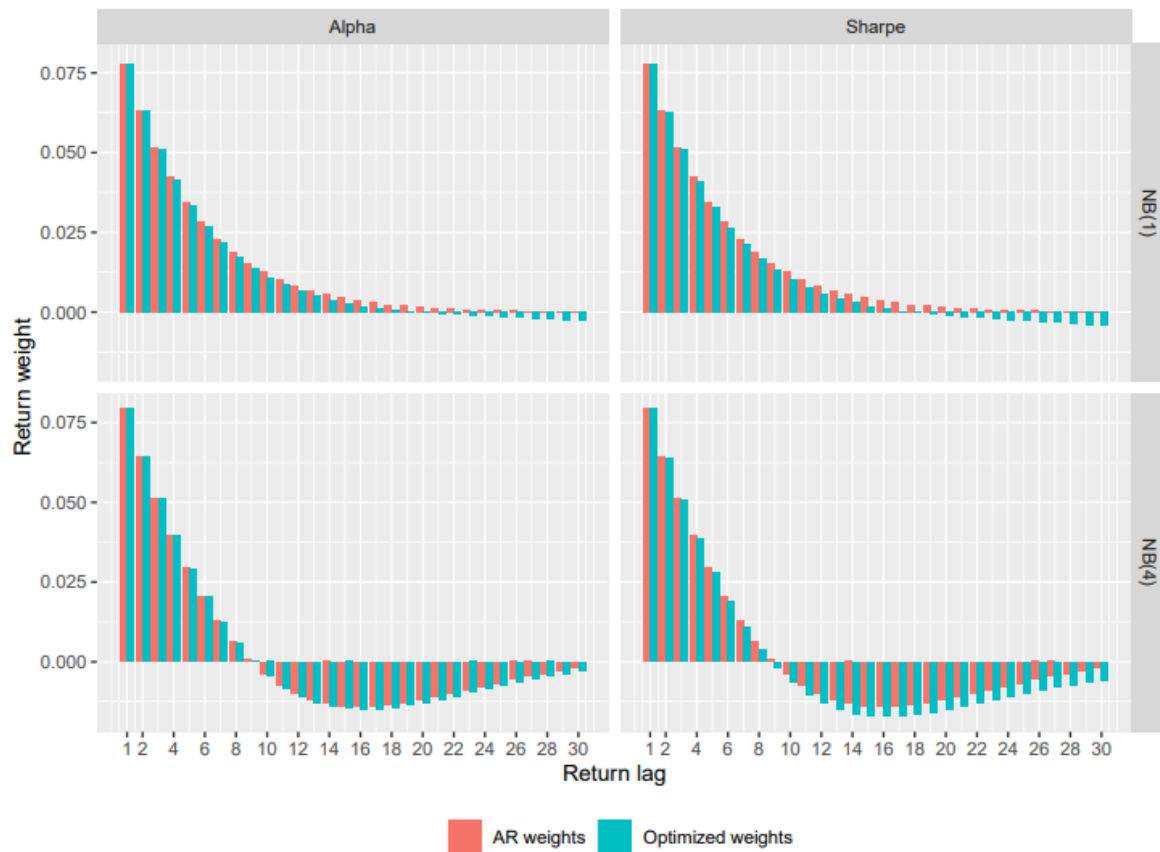 Alpha Sharpe
0.075
0.050
0.025
0.000
NB(1)
Return weight
0.075
0.050
0.025
0.000
NB(4)
1 2 4 6 8 10 12 14 16 18 20 22 24 26 28 30 1 2 4 6 8 10 12 14 16 18 20 22 24 26 28 30
Return lag
AR weights Optimized weights